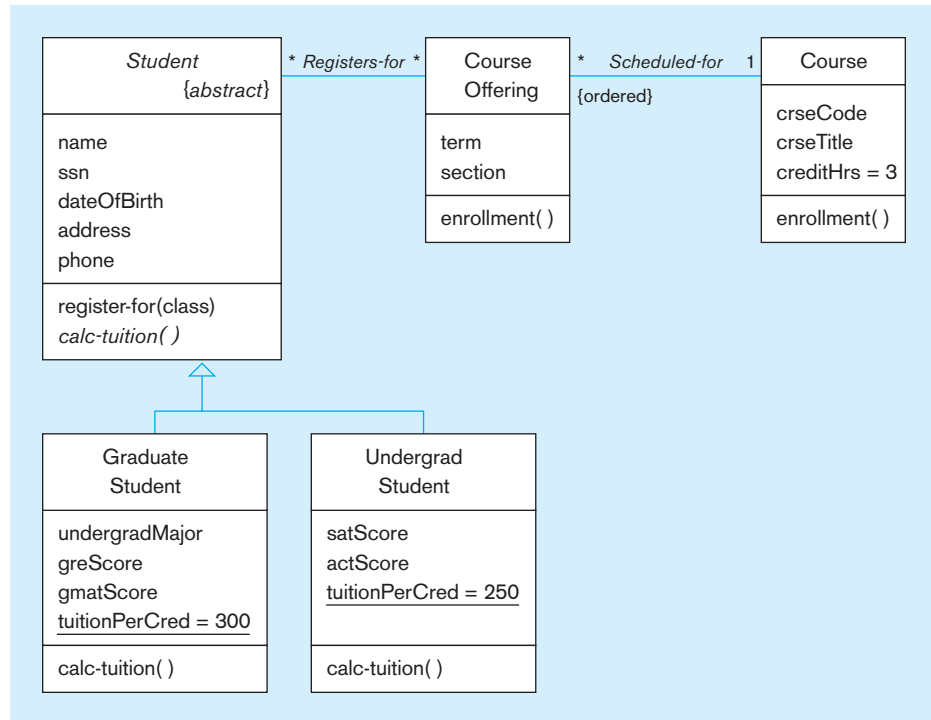 Student
{abstract}
name
ssn
dateOfBirth
address
phone
register-for(class)
calc-tuition( )
* Registers-for *
Course
Offering
term
section
enrollment( )
* Scheduled-for 1
{ordered}
Course
crseCode
crseTitle
creditHrs = 3
enrollment( )
Graduate
Student
undergradMajor
greScore
gmatScore
tuitionPerCred = 300
calc-tuition( )
Undergrad
Student
satScore
actScore
tuitionPerCred = 250
calc-tuition( )